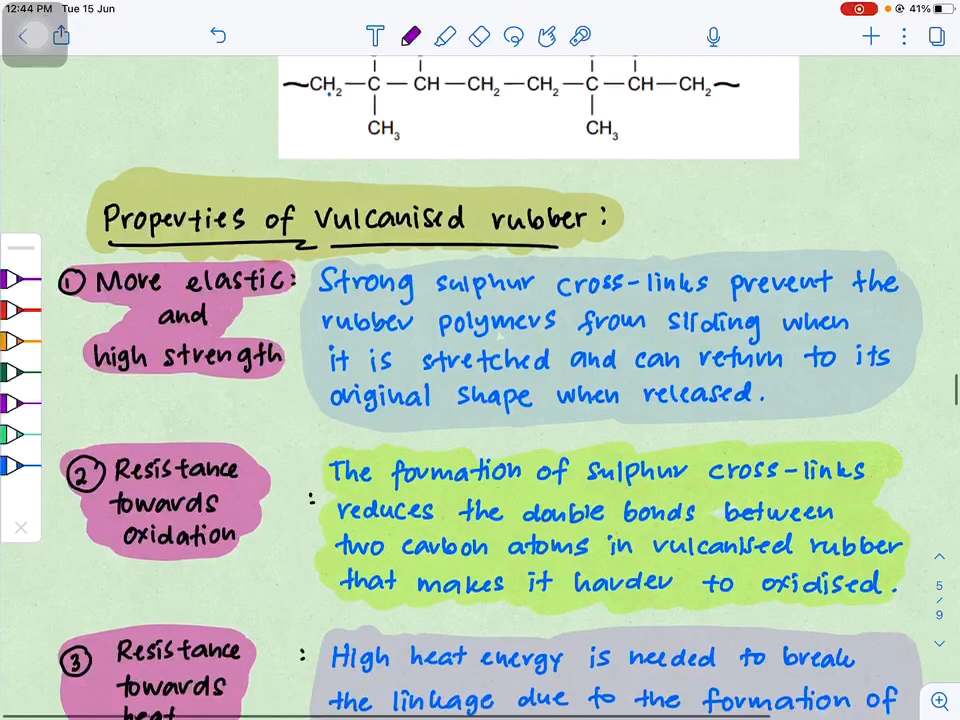 12:44 PM Tue 15 Jun 41%
~CH₂—C—CH—CH₂—CH₂—C—CH—CH₂~
CH₃ CH₃
Properties of vulcanised rubber:
① More elastic:
and
high strength
Strong sulphur cross-links prevent the
rubber polymers from sliding when
it is stretched and can return to its
original shape when released.
② Resistance
towards
oxidation
:
The formation of sulphur cross-links
reduces the double bonds between
two carbon atoms in vulcanised rubber
that makes it harder to oxidised.
③ Resistance
towards
heat
:
High heat energy is needed to break
the linkage due to the formation of
5
/
9